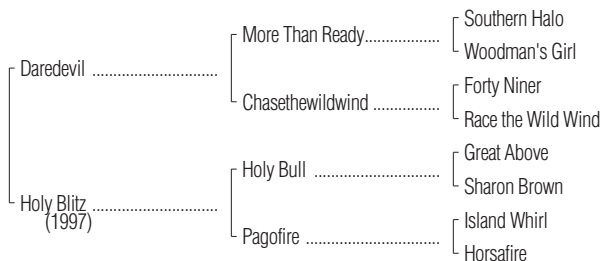 Southern Halo
More Than Ready..................
Woodman's Girl
Daredevil ..............................
Forty Niner
Chasethewildwind ................
Race the Wild Wind
Great Above
Holy Bull ..............................
Sharon Brown
Holy Blitz ..............................
(1997)
Island Whirl
Pagofire ................................
Horsafire